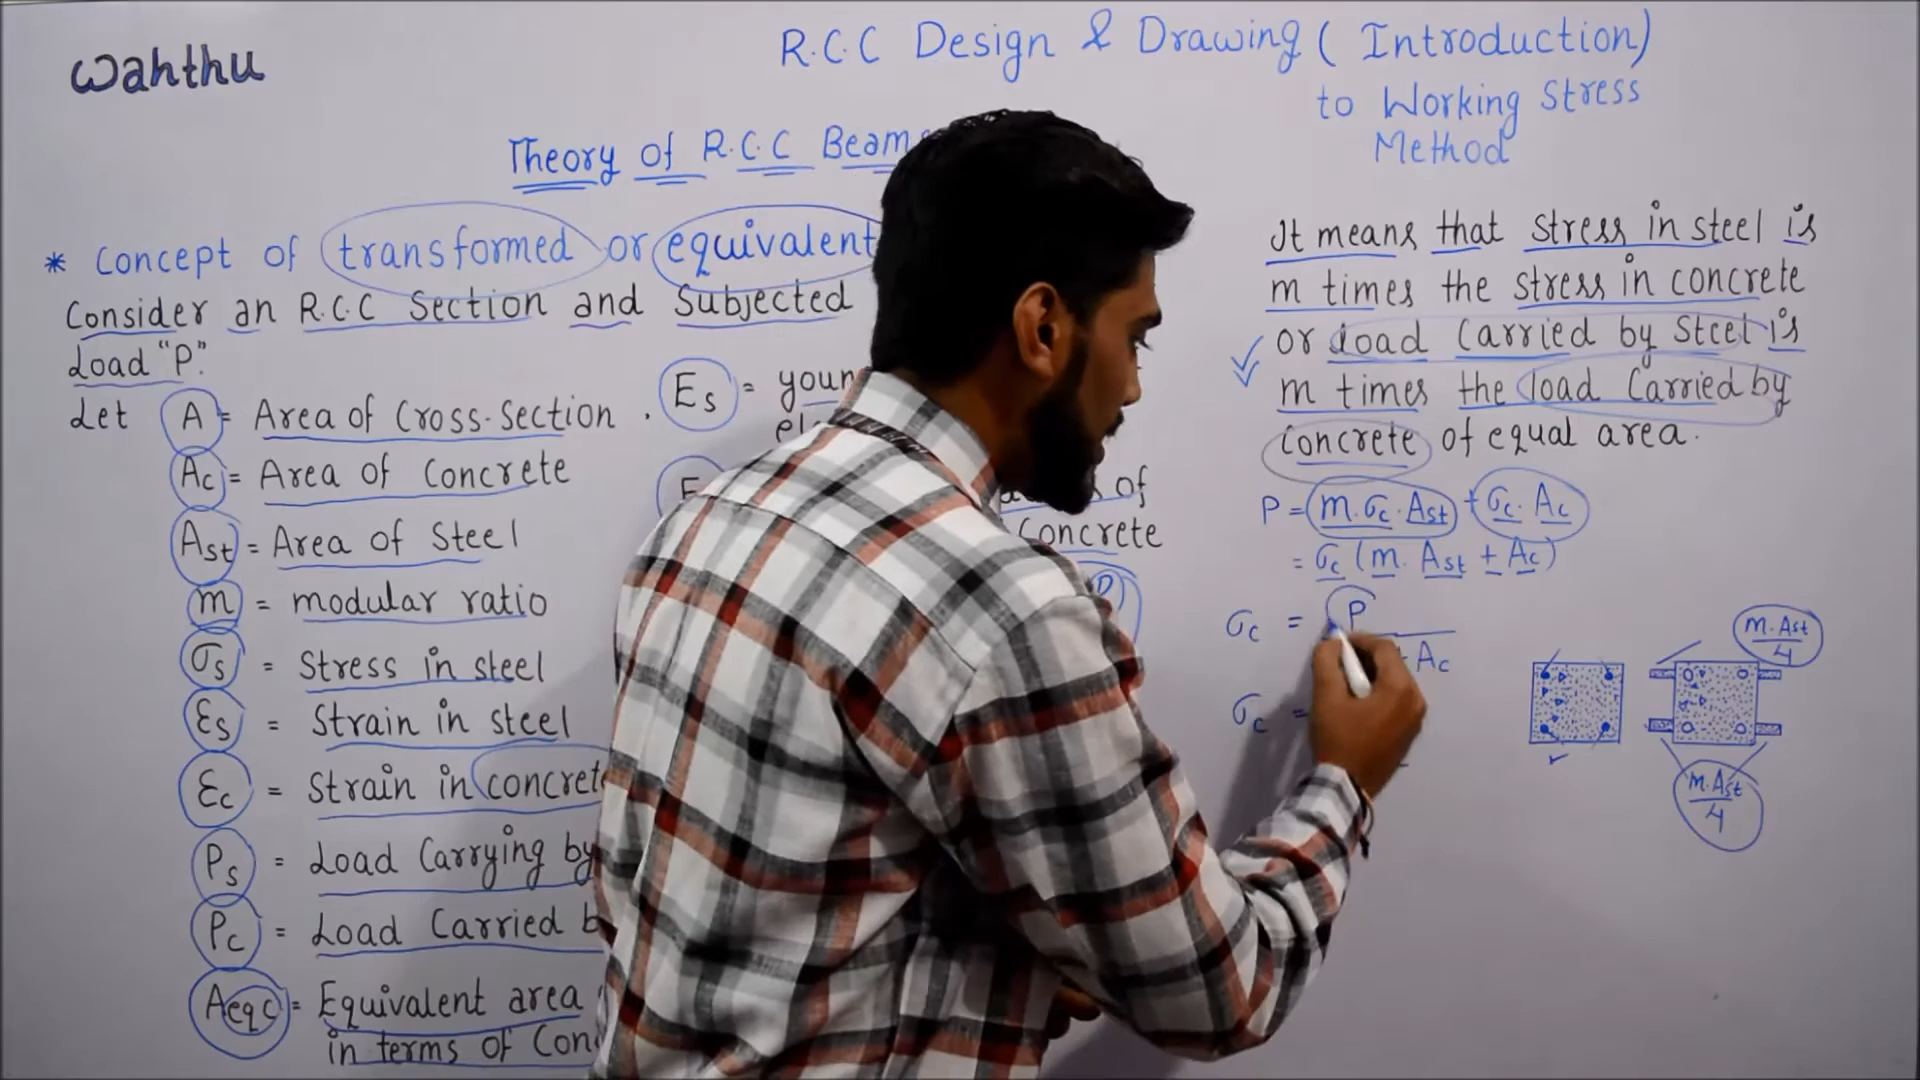 wahthu
R.C.C Design & Drawing (Introduction)
to Working Stress
Method
Theory of R.C.C Beam
* Concept of transformed or equivalent
Consider an R.C.C Section and Subjected
Load "P".
Let A = Area of Cross-Section.
Ac = Area of Concrete
Ast = Area of Steel
m = modular ratio
σs = Stress in steel
Es = Strain in steel
Ec = Strain in concrete
Ps = Load Carrying by
Pc = Load Carried
Aeqc = Equivalent area
in terms of
Es =
of
Concrete
It means that stress in steel is
m times the stress in concrete
or load Carried by Steel is
m times the load Carried by
concrete of equal area.
P = m.σc.Ast + σc.Ac
= σc (m. Ast + Ac)
σc = P
+ Ac
σc =
m.Ast
4
m.Ast
4